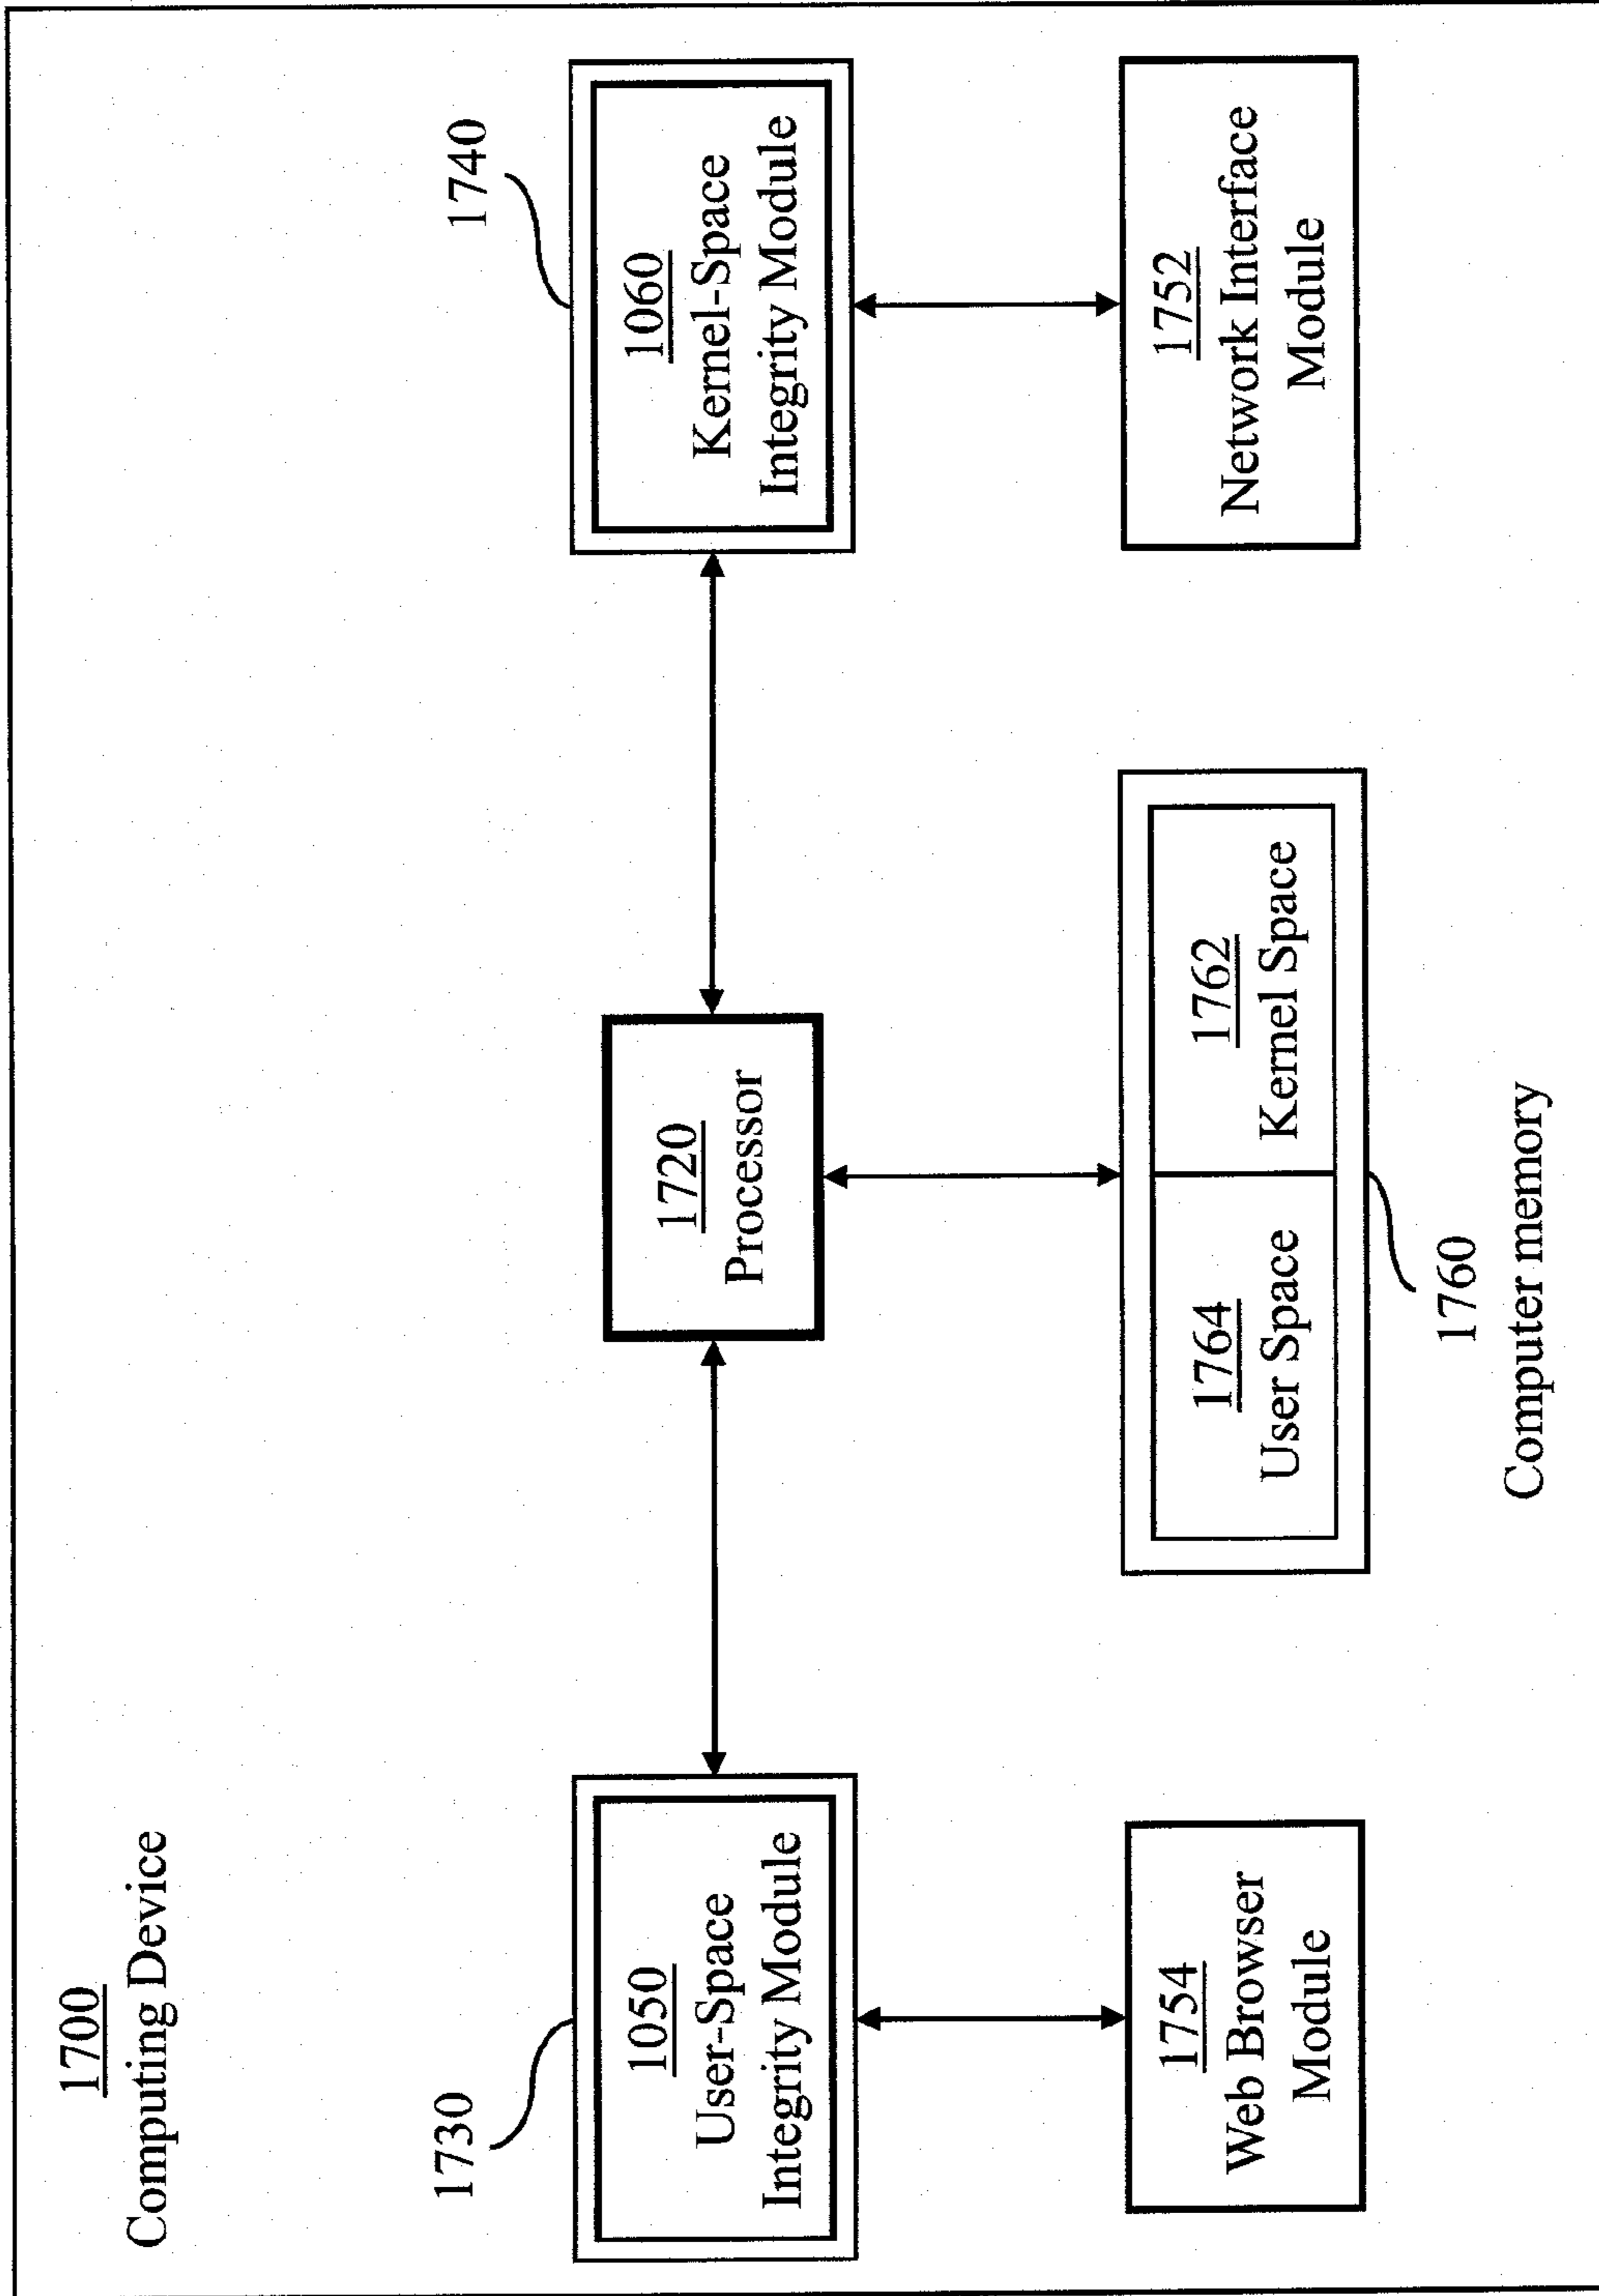 1700
Computing Device
1730
1740
1050
User-Space
Integrity Module
1720
Processor
1060
Kernel-Space
Integrity Module
1754
Web Browser
Module
1764
User Space
1762
Kernel Space
1752
Network Interface
Module
1760
Computer memory